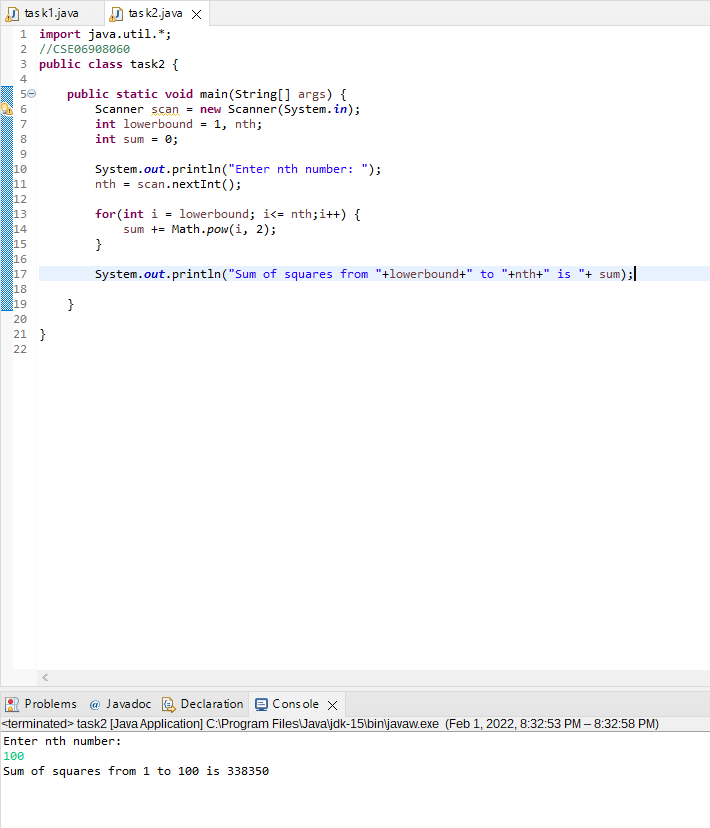 task1.java task2.java
1 import java.util.*;
2 //CSE06908060
3 public class task2 {
4
5 public static void main(String[] args) {
6 Scanner scan = new Scanner(System.in);
7 int lowerbound = 1, nth;
8 int sum = 0;
9
10 System.out.println("Enter nth number: ");
11 nth = scan.nextInt();
12
13 for(int i = lowerbound; i<= nth;i++) {
14 sum += Math.pow(i, 2);
15 }
16
17 System.out.println("Sum of squares from "+lowerbound+" to "+nth+" is "+ sum);
18
19 }
20
21 }
22
Problems @ Javadoc Declaration Console
<terminated> task2 [Java Application] C:\Program Files\Java\jdk-15\bin\javaw.exe (Feb 1, 2022, 8:32:53 PM – 8:32:58 PM)
Enter nth number:
100
Sum of squares from 1 to 100 is 338350